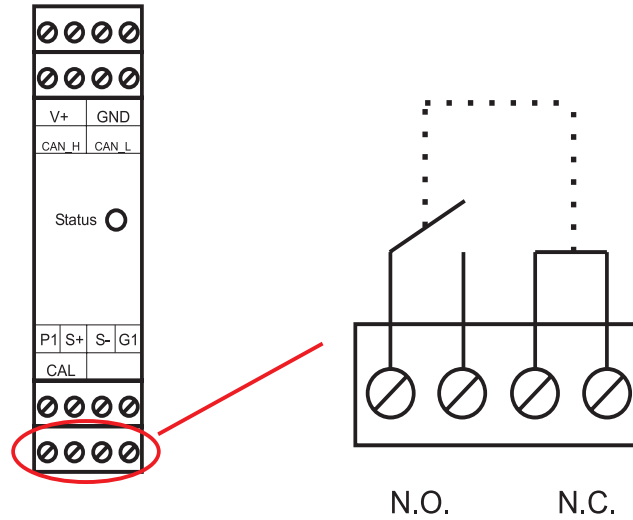 V+ GND
CAN_H CAN_L
Status
P1 S+ S- G1
CAL
N.O. N.C.